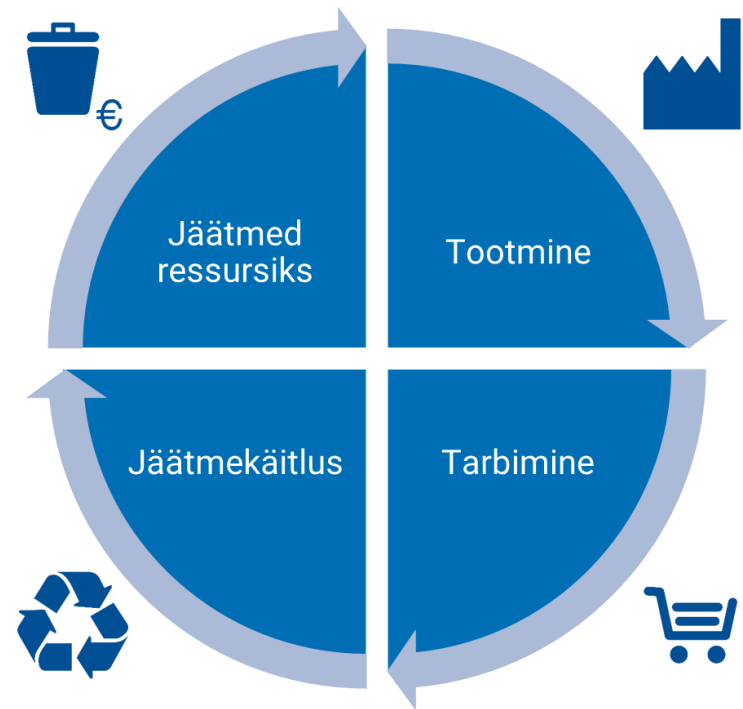 €
Jäätmed
ressursiks
Tootmine
Jäätmekäitlus
Tarbimine